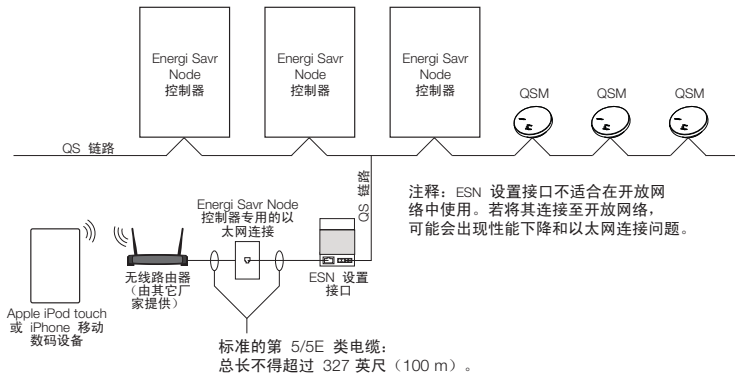 Energi Savr
Node
控制器
Energi Savr
Node
控制器
Energi Savr
Node
控制器
QSM
QSM
QSM
QS 链路
QS 链路
注释：ESN 设置接口不适合在开放网
络中使用。若将其连接至开放网络，
可能会出现性能下降和以太网连接问题。
Energi Savr Node
控制器专用的以
太网连接
无线路由器
（由其它厂
家提供）
ESN 设置
接口
Apple iPod touch
或 iPhone 移动
数码设备
标准的第 5/5E 类电缆：
总长不得超过 327 英尺（100 m）。